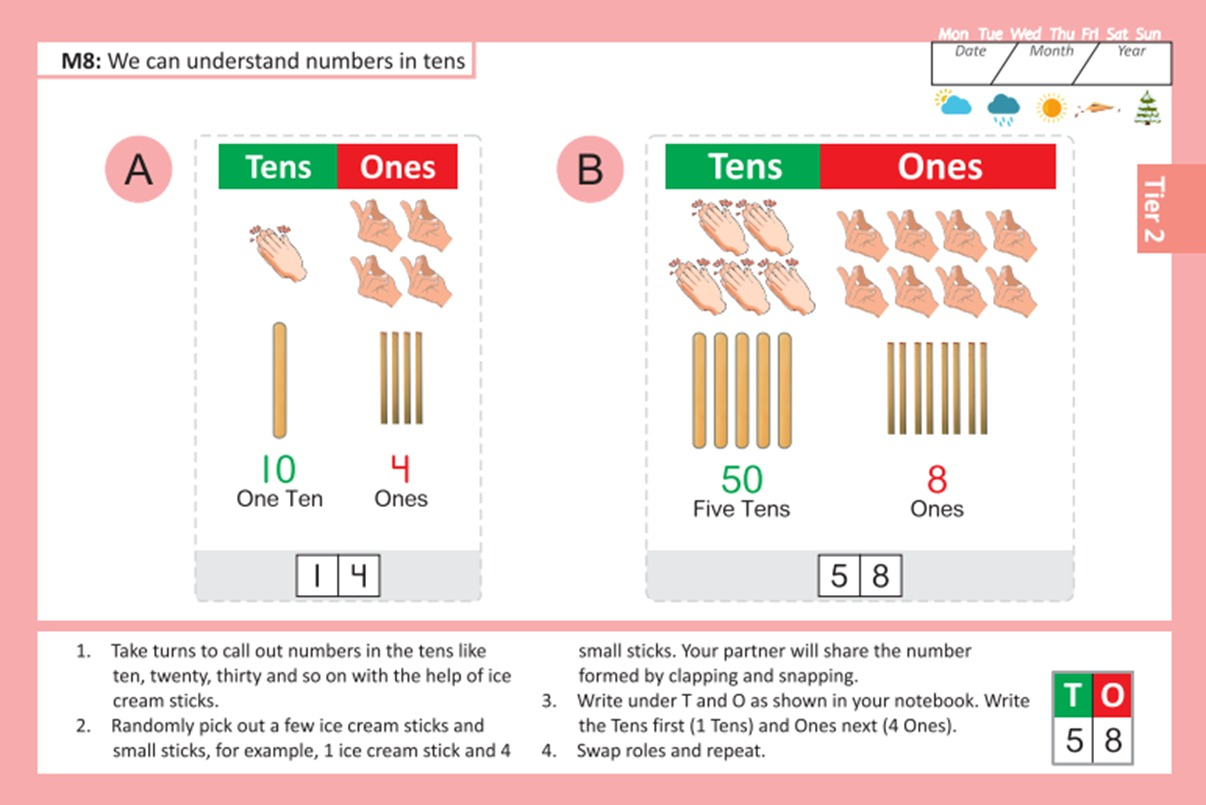 M8: We can understand numbers in tens
Mon Tue Wed Thu Fri Sat Sun
Date Month Year
Tier 2
A
Tens Ones
10 4
One Ten Ones
1 4
B
Tens Ones
50 8
Five Tens Ones
5 8
1. Take turns to call out numbers in the tens like
ten, twenty, thirty and so on with the help of ice
cream sticks.
2. Randomly pick out a few ice cream sticks and
small sticks, for example, 1 ice cream stick and 4
small sticks. Your partner will share the number
formed by clapping and snapping.
3. Write under T and O as shown in your notebook. Write
the Tens first (1 Tens) and Ones next (4 Ones).
4. Swap roles and repeat.
T O
5 8